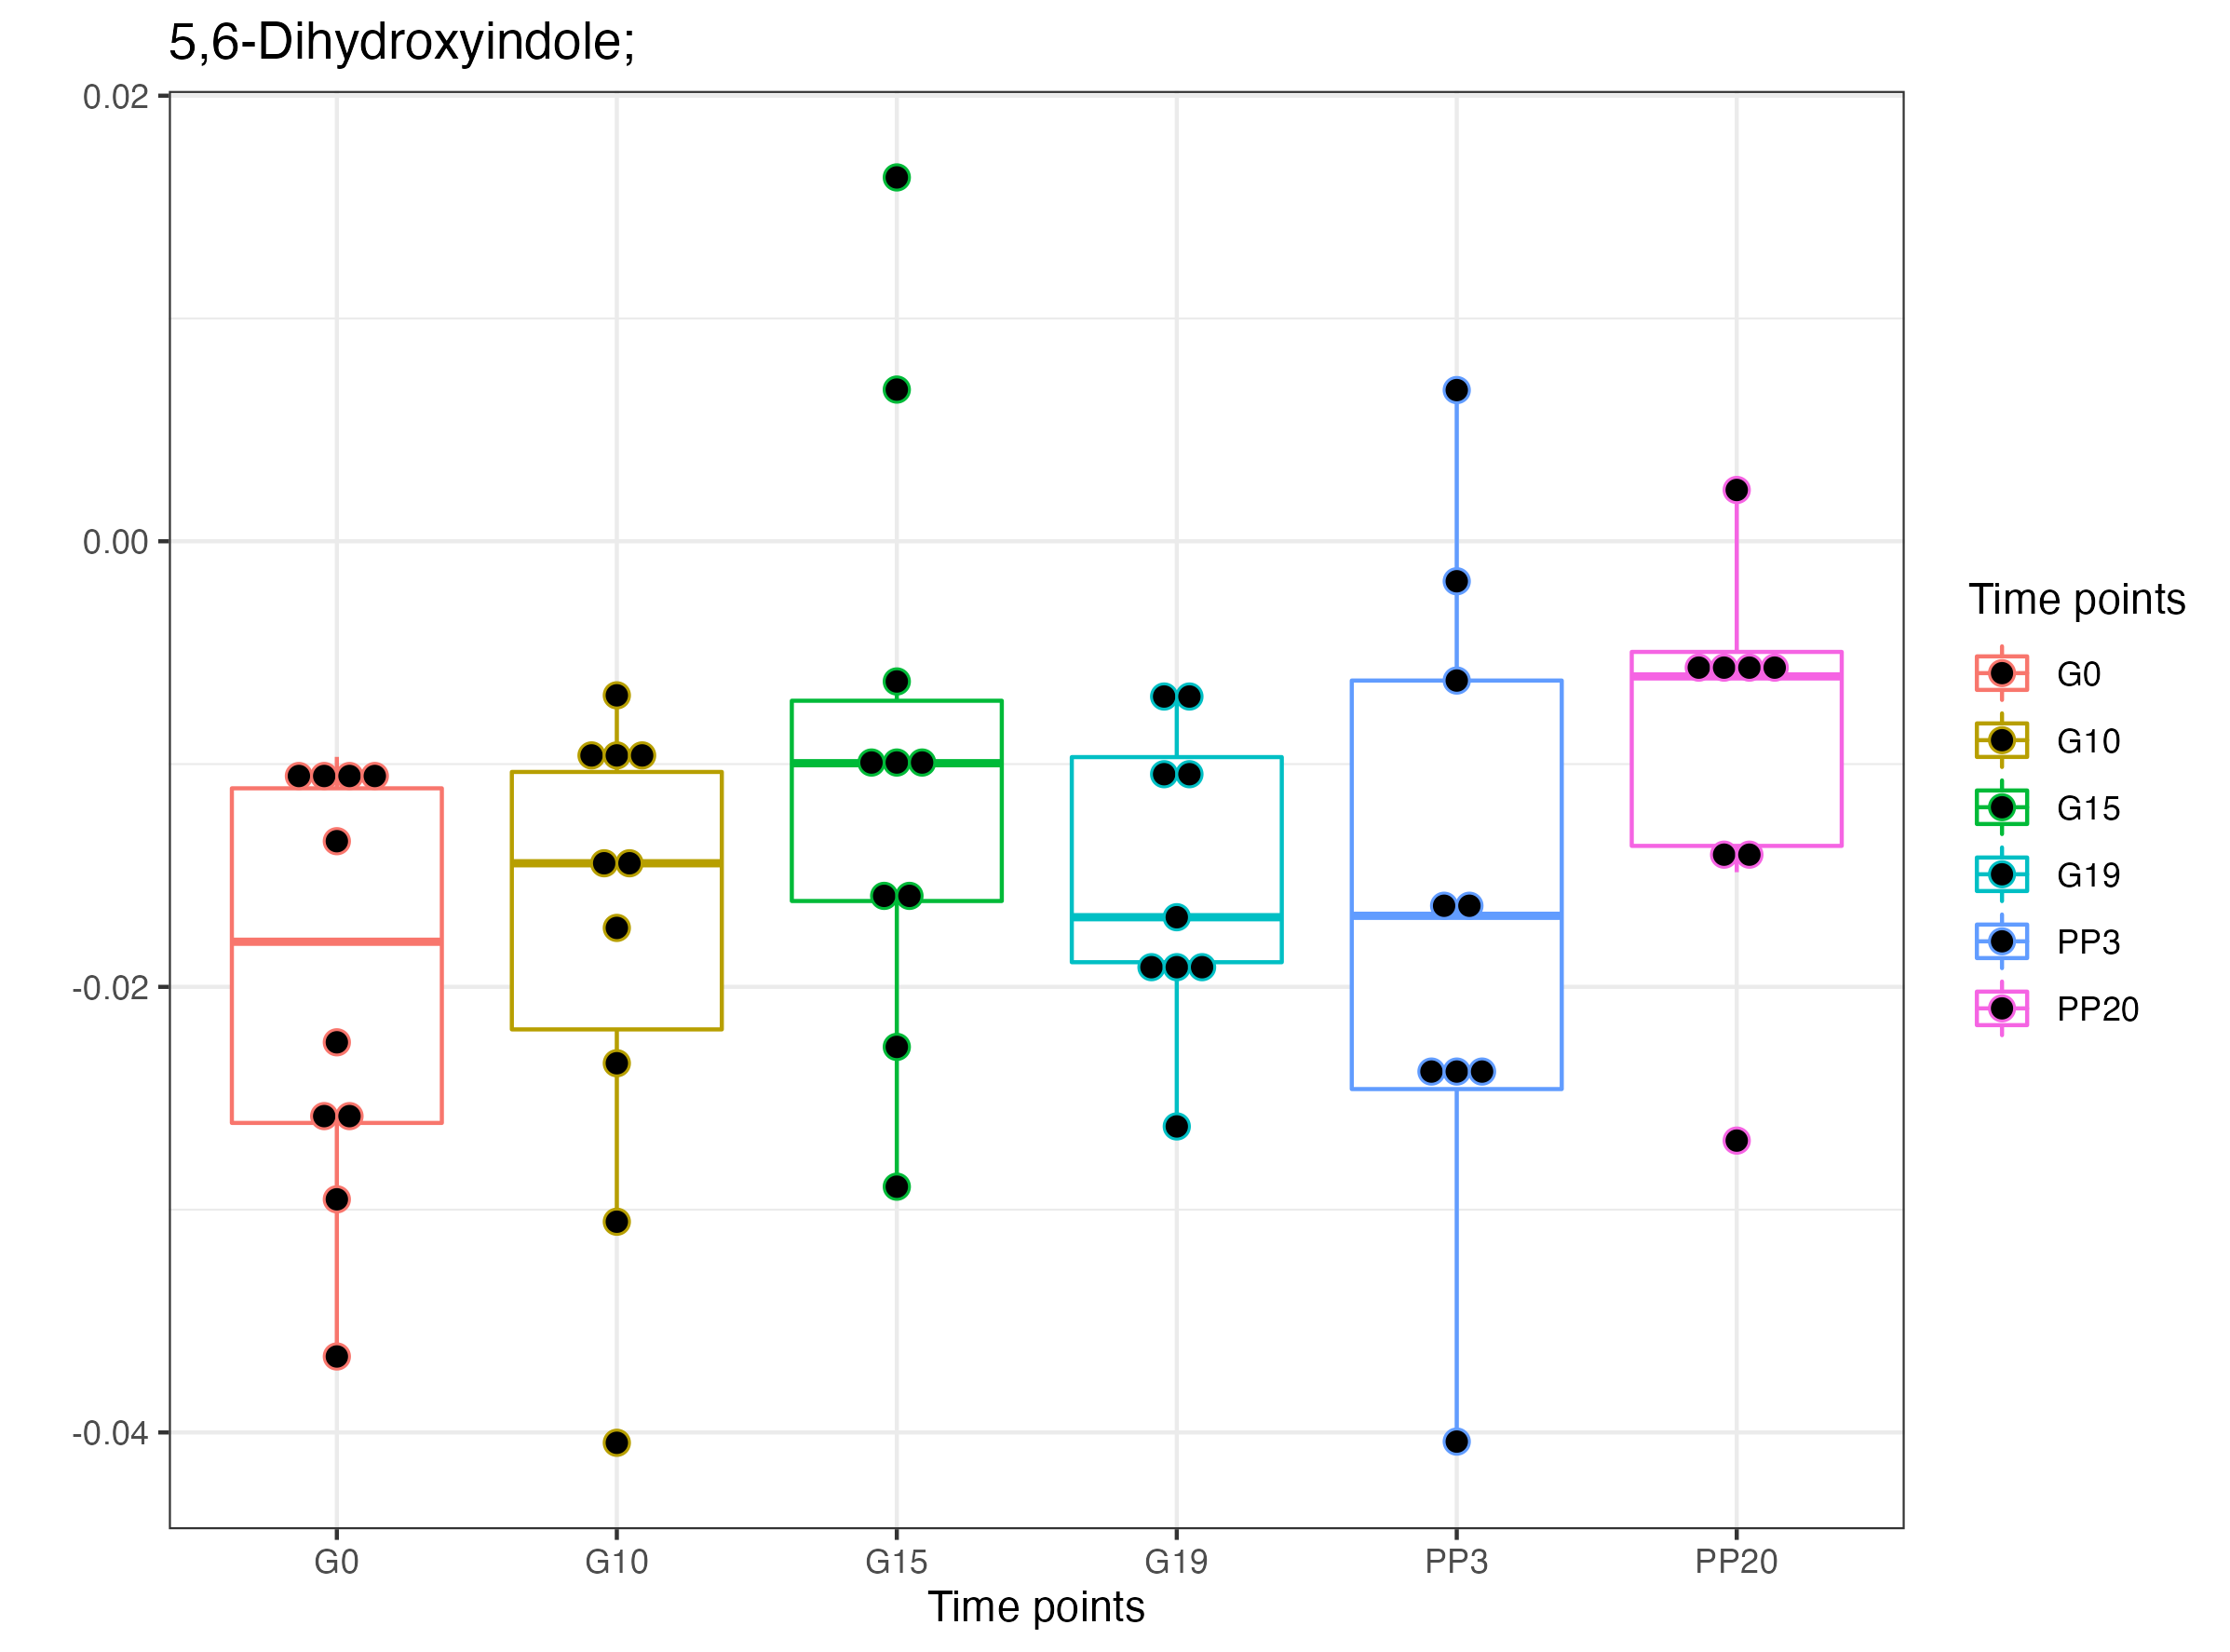 5,6-Dihydroxyindole;
0.02
0.00
-0.02
-0.04
G0 G10 G15 G19 PP3 PP20
Time points
Time points
G0
G10
G15
G19
PP3
PP20